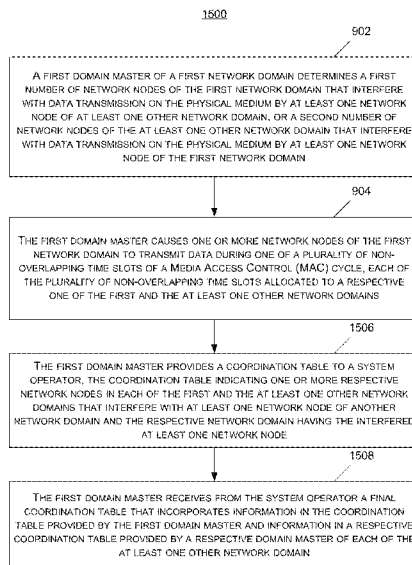 1500
902
A FIRST DOMAIN MASTER OF A FIRST NETWORK DOMAIN DETERMINES A FIRST
NUMBER OF NETWORK NODES OF THE FIRST NETWORK DOMAIN THAT INTERFERE
WITH DATA TRANSMISSION ON THE PHYSICAL MEDIUM BY AT LEAST ONE NETWORK
NODE OF AT LEAST ONE OTHER NETWORK DOMAIN, OR A SECOND NUMBER OF
NETWORK NODES OF THE AT LEAST ONE OTHER NETWORK DOMAIN THAT INTERFERE
WITH DATA TRANSMISSION ON THE PHYSICAL MEDIUM BY AT LEAST ONE NETWORK
NODE OF THE FIRST NETWORK DOMAIN
904
THE FIRST DOMAIN MASTER CAUSES ONE OR MORE NETWORK NODES OF THE FIRST
NETWORK DOMAIN TO TRANSMIT DATA DURING ONE OF A PLURALITY OF NON-
OVERLAPPING TIME SLOTS OF A MEDIA ACCESS CONTROL (MAC) CYCLE, EACH OF
THE PLURALITY OF NON-OVERLAPPING TIME SLOTS ALLOCATED TO A RESPECTIVE
ONE OF THE FIRST AND THE AT LEAST ONE OTHER NETWORK DOMAINS
1506
THE FIRST DOMAIN MASTER PROVIDES A COORDINATION TABLE TO A SYSTEM
OPERATOR, THE COORDINATION TABLE INDICATING ONE OR MORE RESPECTIVE
NETWORK NODES IN EACH OF THE FIRST AND THE AT LEAST ONE OTHER NETWORK
DOMAINS THAT INTERFERE WITH AT LEAST ONE NETWORK NODE OF ANOTHER
NETWORK DOMAIN AND THE RESPECTIVE NETWORK DOMAIN HAVING THE INTERFERED
AT LEAST ONE NETWORK NODE
1508
THE FIRST DOMAIN MASTER RECEIVES FROM THE SYSTEM OPERATOR A FINAL
COORDINATION TABLE THAT INCORPORATES INFORMATION IN THE COORDINATION
TABLE PROVIDED BY THE FIRST DOMAIN MASTER AND INFORMATION IN A RESPECTIVE
COORDINATION TABLE PROVIDED BY A RESPECTIVE DOMAIN MASTER OF EACH OF THE
AT LEAST ONE OTHER NETWORK DOMAIN